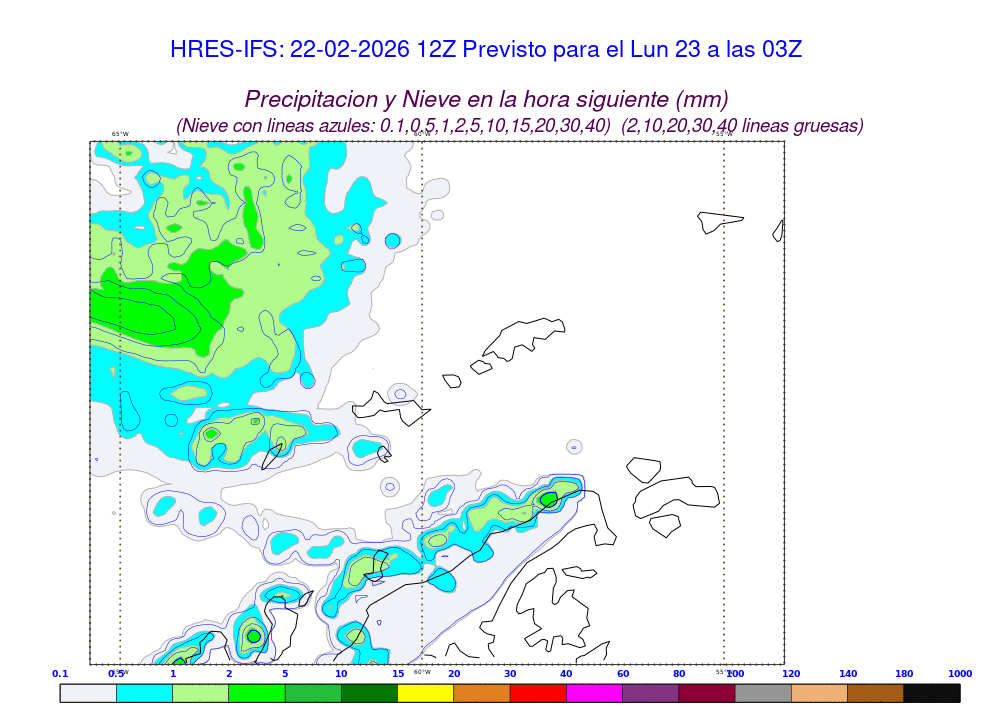 HRES-IFS: 22-02-2026 12Z Previsto para el Lun 23 a las 03Z
Precipitacion y Nieve en la hora siguiente (mm)
(Nieve con lineas azules: 0.1,0.5,1,2,5,10,15,20,30,40)  (2,10,20,30,40 lineas gruesas)
65°W 60°W 55°W
65°W 60°W 55°W
0.1 0.5 1 2 5 10 15 20 30 40 60 80 100 120 140 180 1000